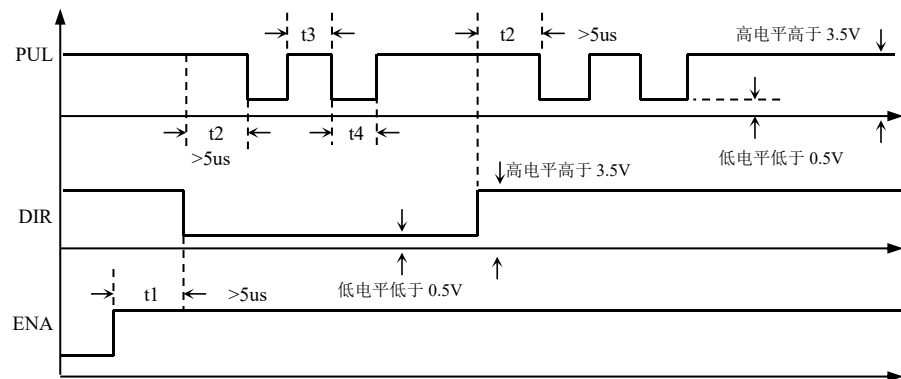 t3
t2
>5us
高电平高于 3.5V
PUL
t2
t4
>5us
低电平低于 0.5V
高电平高于 3.5V
DIR
t1
>5us
低电平低于 0.5V
ENA